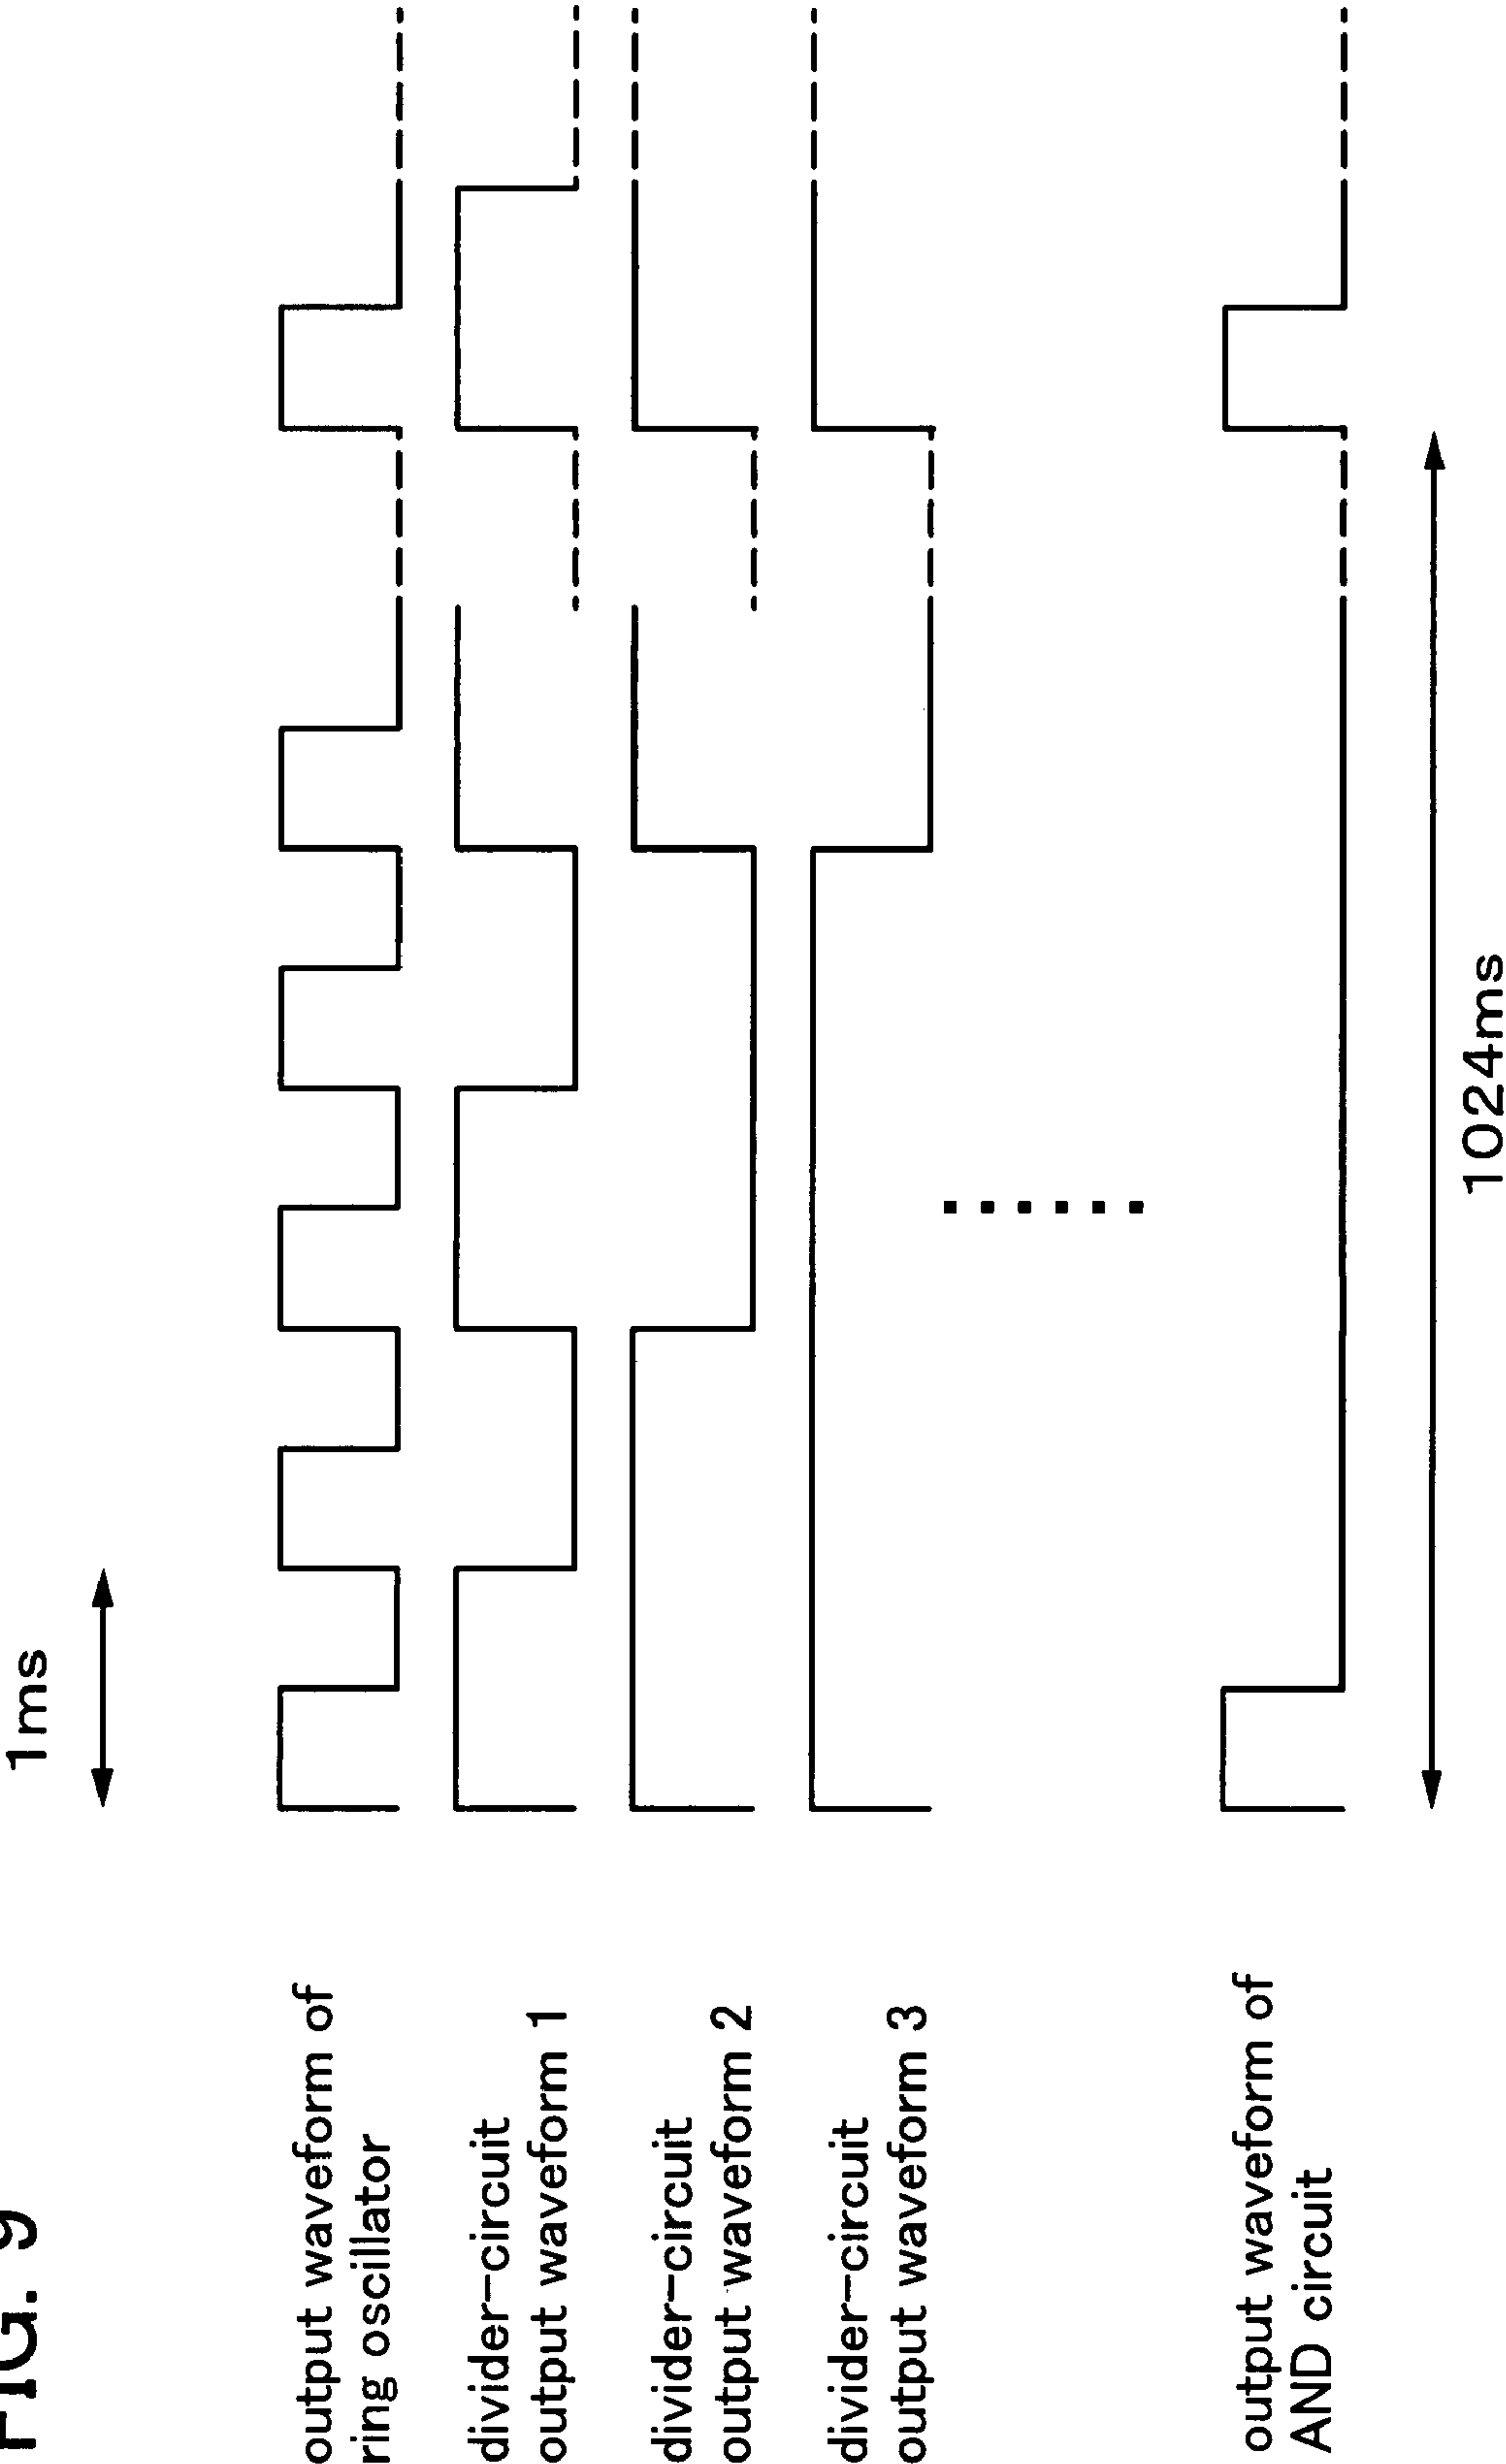 FIG. 9
1ms
output waveform of
ring oscillator
divider-circuit
output waveform 1
divider-circuit
output waveform 2
divider-circuit
output waveform 3
output waveform of
AND circuit
1024ms